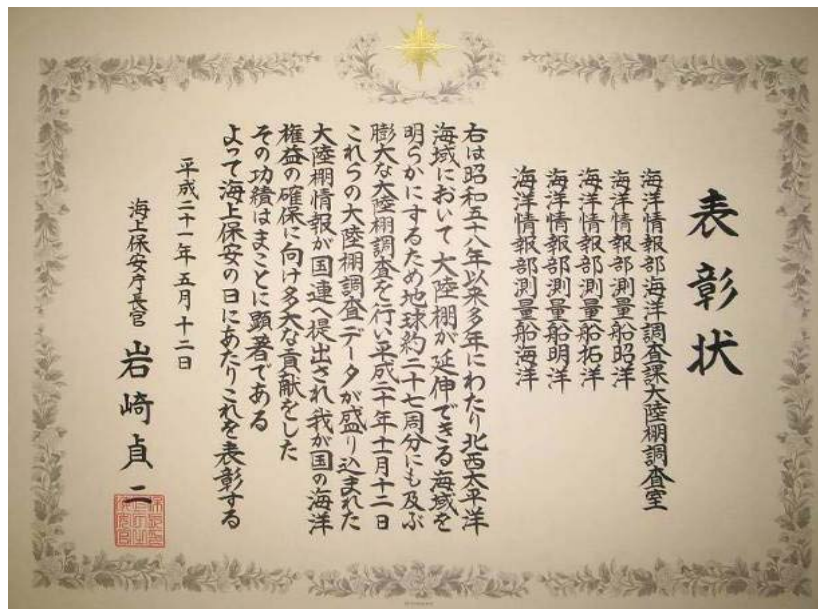 表彰状
海洋情報部海洋調査課大陸棚調査室
海洋情報部測量船昭洋
海洋情報部測量船拓洋
海洋情報部測量船明洋
海洋情報部測量船海洋
右は昭和五十八年以来多年にわたり北西太平洋
海域において大陸棚が延伸できる海域を
明らかにするため地球約二十七周分にも及ぶ
膨大な大陸棚調査を行い平成二十年十一月十二日
これらの大陸棚調査データが盛り込まれた
大陸棚情報が国連へ提出され我が国の海洋
権益の確保に向け多大な貢献をした
その功績はまことに顕著である
よって海上保安の日にあたりこれを表彰する
平成二十一年五月十二日
海上保安庁長官 岩崎貞二